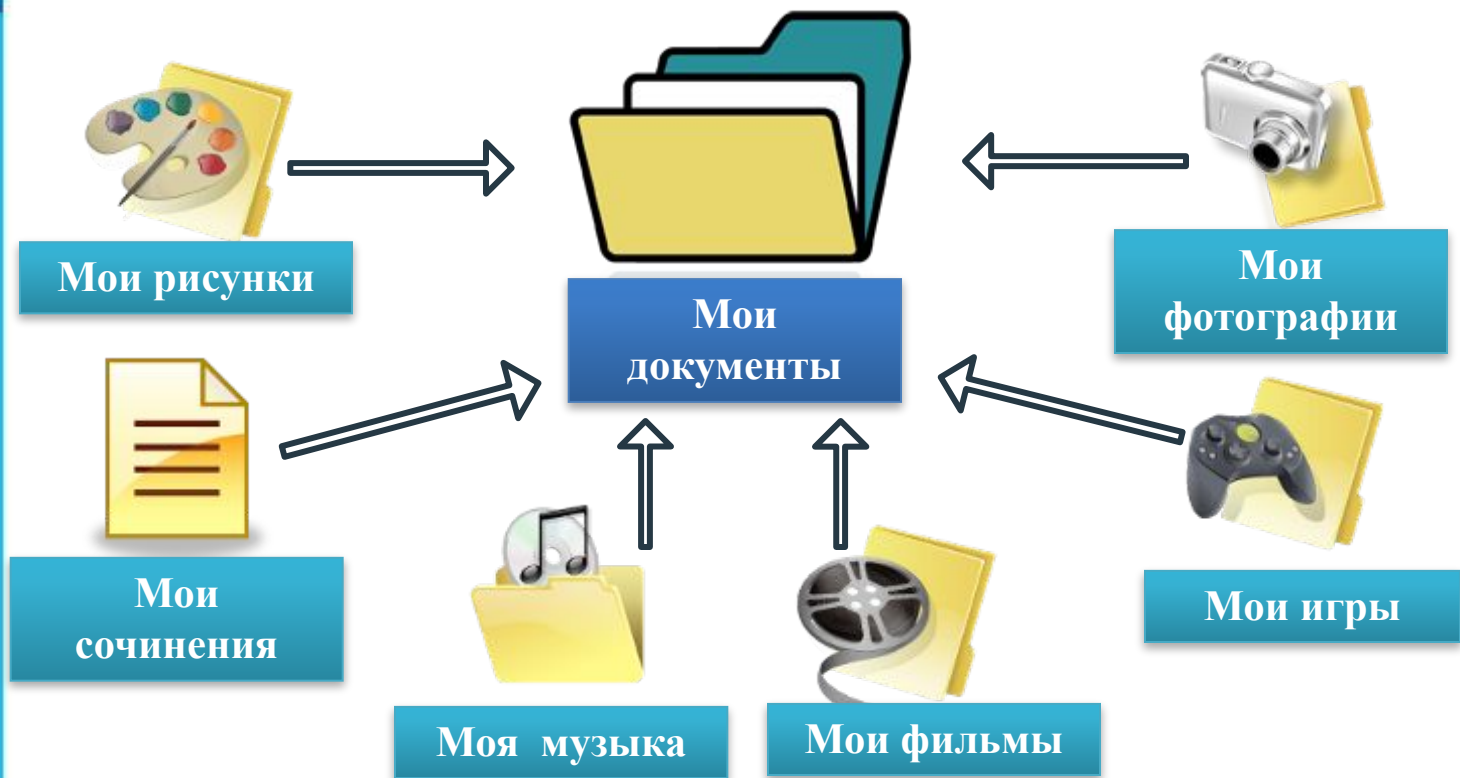 Мои рисунки
Мои
документы
Мои
фотографии
Мои
сочинения
Моя музыка
Мои фильмы
Мои игры